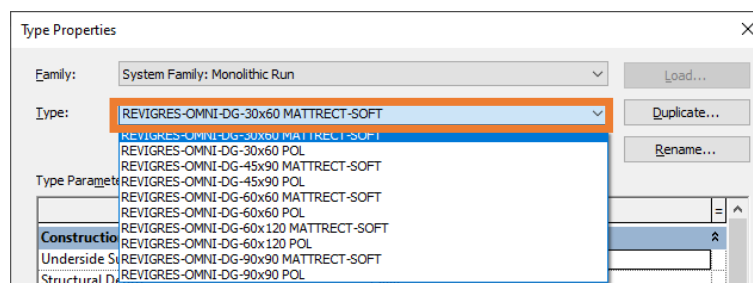 Type Properties
Family: System Family: Monolithic Run Load...
Type: REVIGRES-OMNI-DG-30x60 MATTRECT-SOFT Duplicate...
REVIGRES-OMNI-DG-30x60 MATTRECT-SOFT
REVIGRES-OMNI-DG-30x60 POL Rename...
REVIGRES-OMNI-DG-45x90 MATTRECT-SOFT
Type Paramet REVIGRES-OMNI-DG-45x90 POL
REVIGRES-OMNI-DG-60x60 MATTRECT-SOFT
REVIGRES-OMNI-DG-60x60 POL =
REVIGRES-OMNI-DG-60x120 MATTRECT-SOFT
Constructio REVIGRES-OMNI-DG-60x120 POL
Underside Su REVIGRES-OMNI-DG-90x90 MATTRECT-SOFT
Structural De REVIGRES-OMNI-DG-90x90 POL